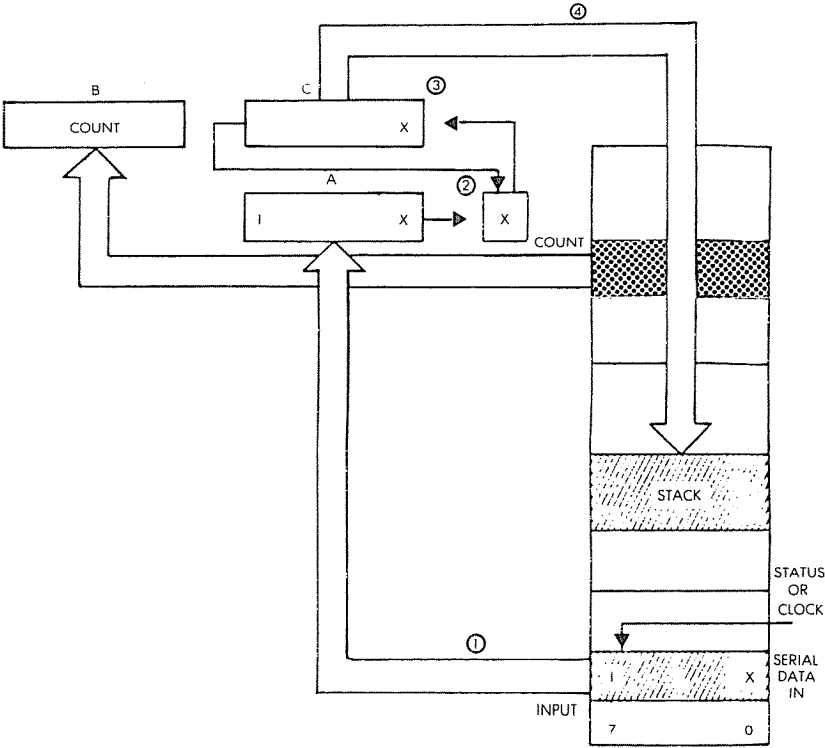 ④
B
C
③
COUNT
X
A
②
I X
X
COUNT
STACK
STATUS
OR
CLOCK
①
SERIAL
DATA
IN
I X
INPUT
7 0